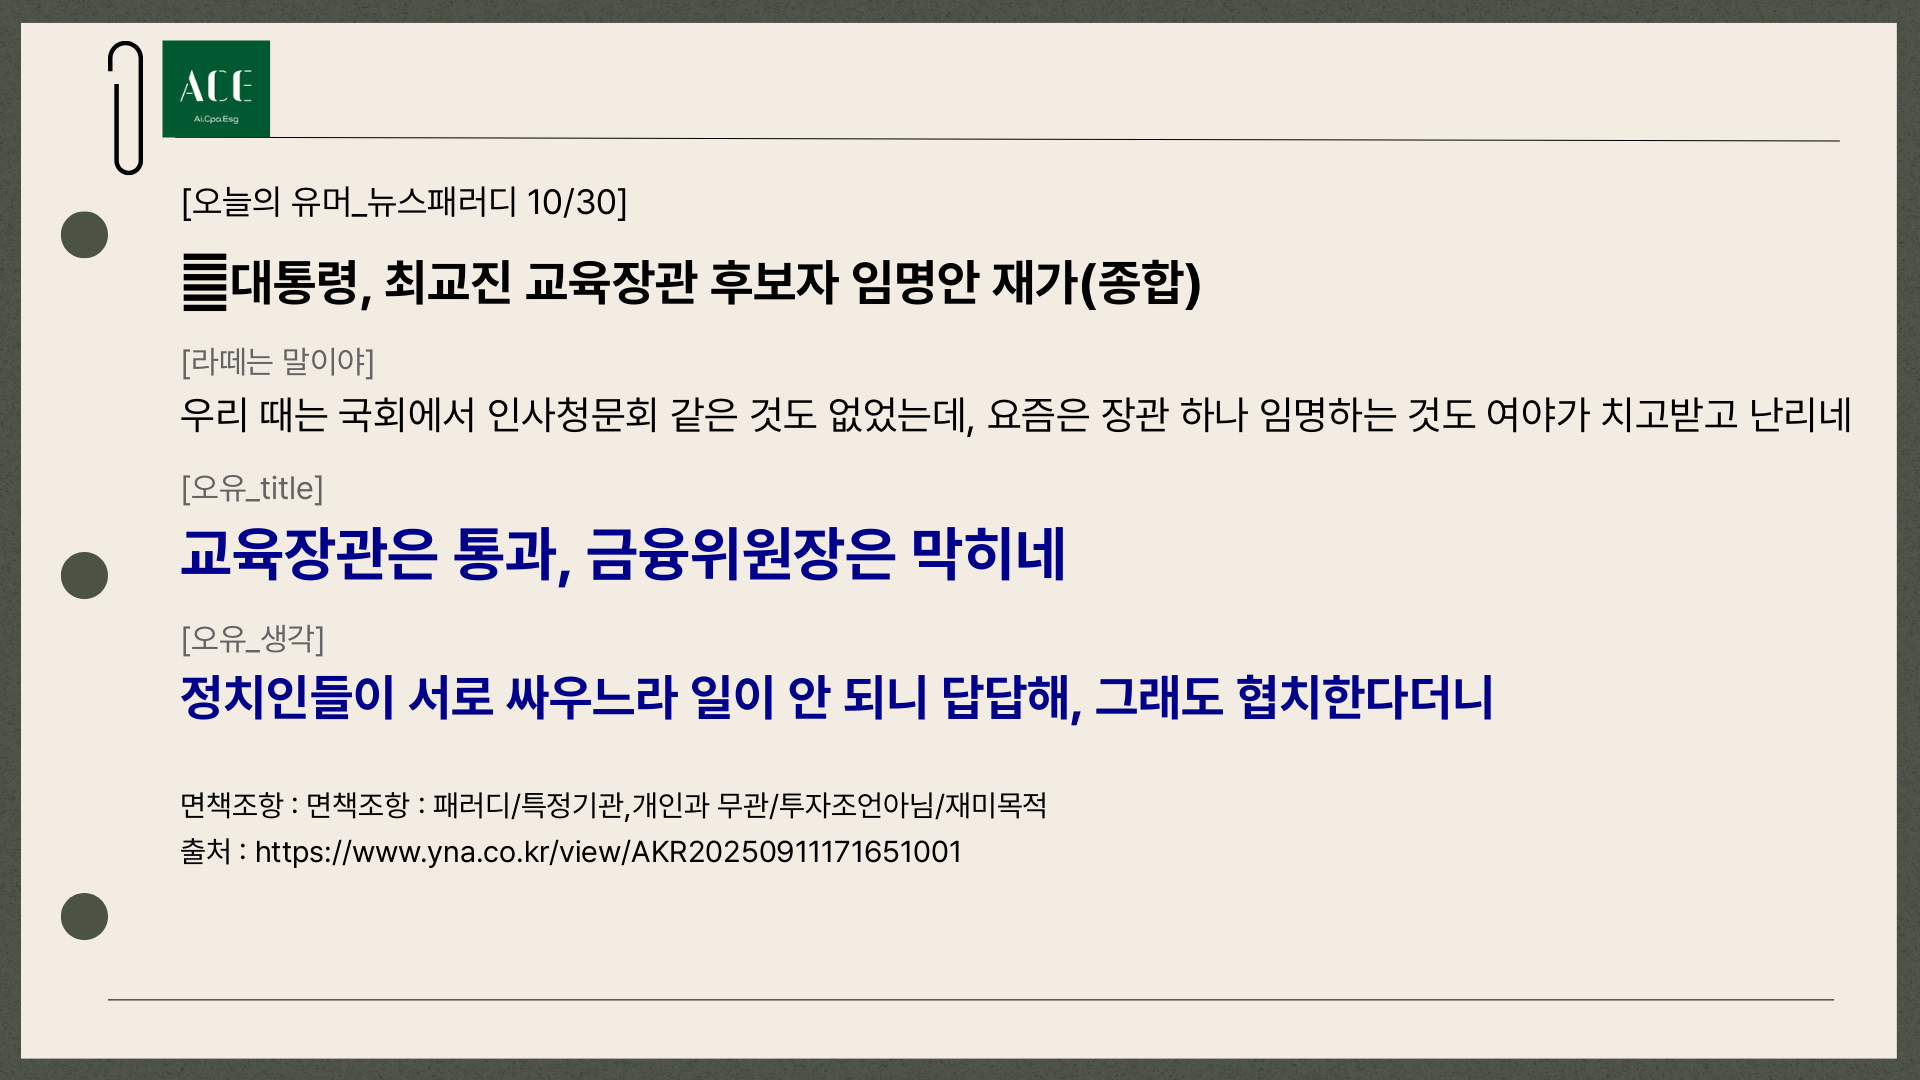 ACE
Ai.Cpa.Esg
[오늘의 유머_뉴스패러디 10/30]
대통령, 최교진 교육장관 후보자 임명안 재가(종합)
[라떼는 말이야]
우리 때는 국회에서 인사청문회 같은 것도 없었는데, 요즘은 장관 하나 임명하는 것도 여야가 치고받고 난리네
[오유_title]
교육장관은 통과, 금융위원장은 막히네
[오유_생각]
정치인들이 서로 싸우느라 일이 안 되니 답답해, 그래도 협치한다더니
면책조항 : 면책조항 : 패러디/특정기관,개인과 무관/투자조언아님/재미목적
출처 : https://www.yna.co.kr/view/AKR20250911171651001